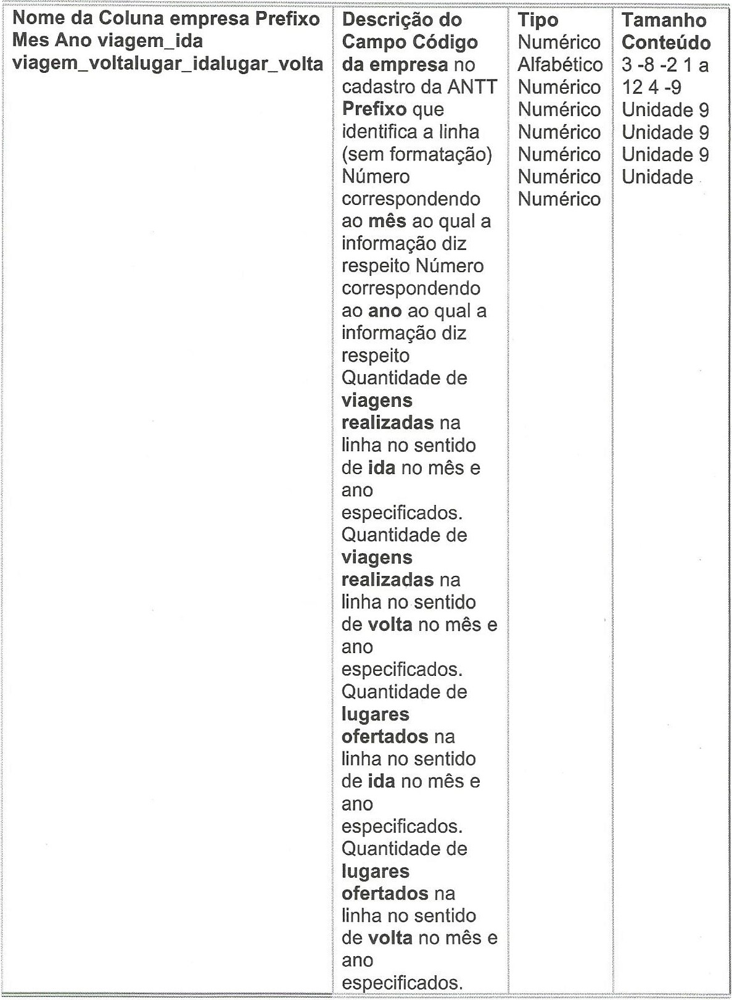 Nome da Coluna empresa Prefixo
Mes Ano viagem_ida
viagem_voltalugar_idalugar_volta
Descrição do
Campo Código
da empresa no
cadastro da ANTT
Prefixo que
identifica a linha
(sem formatação)
Número
correspondendo
ao mês ao qual a
informação diz
respeito Número
correspondendo
ao ano ao qual a
informação diz
respeito
Quantidade de
viagens
realizadas na
linha no sentido
de ida no mês e
ano
especificados.
Quantidade de
viagens
realizadas na
linha no sentido
de volta no mês e
ano
especificados.
Quantidade de
lugares
ofertados na
linha no sentido
de ida no mês e
ano
especificados.
Quantidade de
lugares
ofertados na
linha no sentido
de volta no mês e
ano
especificados.
Tipo
Numérico
Alfabético
Numérico
Numérico
Numérico
Numérico
Numérico
Numérico
Tamanho
Conteúdo
3 -8 -2 1 a
12 4 -9
Unidade 9
Unidade 9
Unidade 9
Unidade